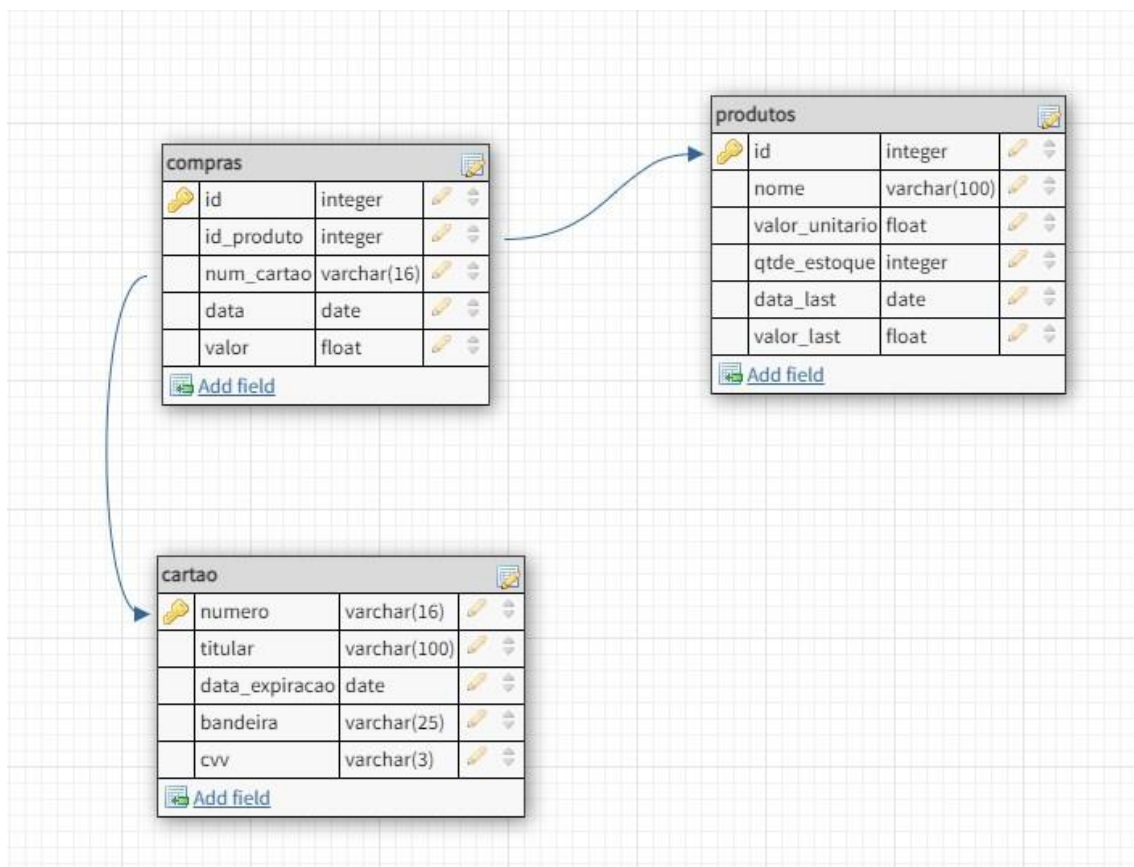 compras
id integer
id_produto integer
num_cartao varchar(16)
data date
valor float
Add field
produtos
id integer
nome varchar(100)
valor_unitario float
qtde_estoque integer
data_last date
valor_last float
Add field
cartao
numero varchar(16)
titular varchar(100)
data_expiracao date
bandeira varchar(25)
cvv varchar(3)
Add field